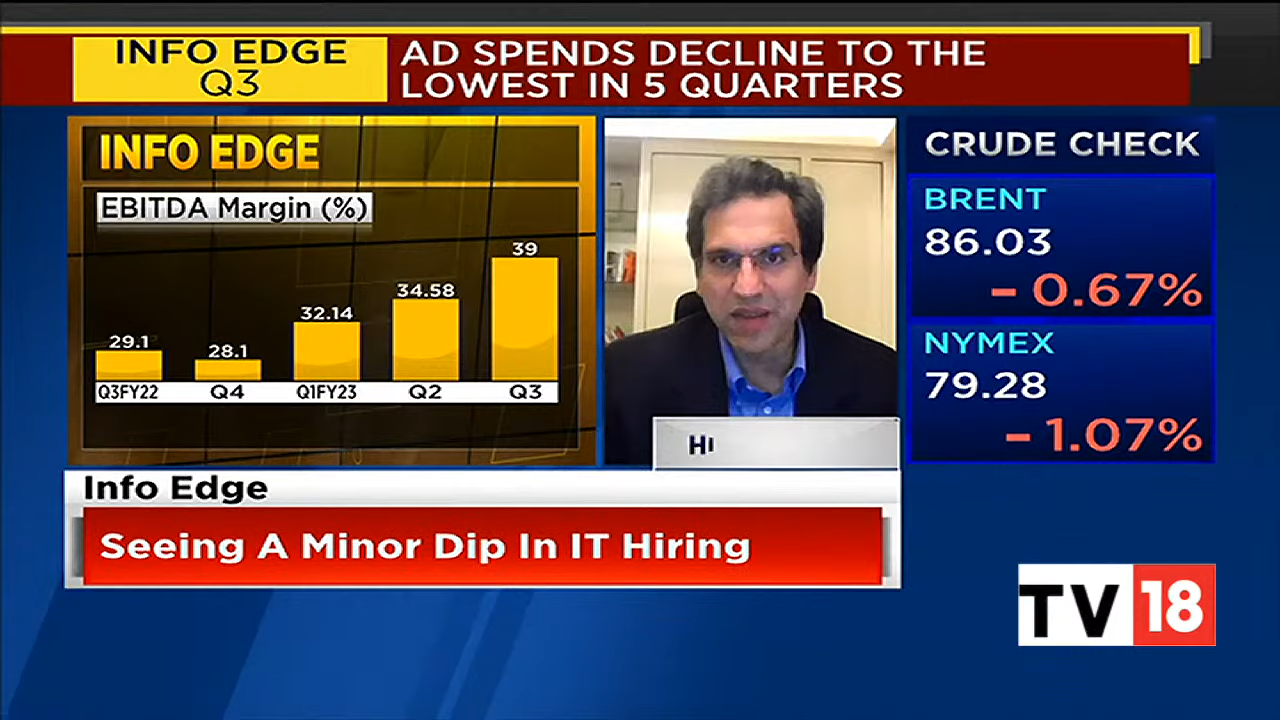 INFO EDGE
Q3
AD SPENDS DECLINE TO THE
LOWEST IN 5 QUARTERS
INFO EDGE
EBITDA Margin (%)
29.1
28.1
32.14
34.58
39
Q3FY22
Q4
Q1FY23
Q2
Q3
CRUDE CHECK
BRENT
86.03
- 0.67%
NYMEX
79.28
- 1.07%
Info Edge
Seeing A Minor Dip In IT Hiring
TV18